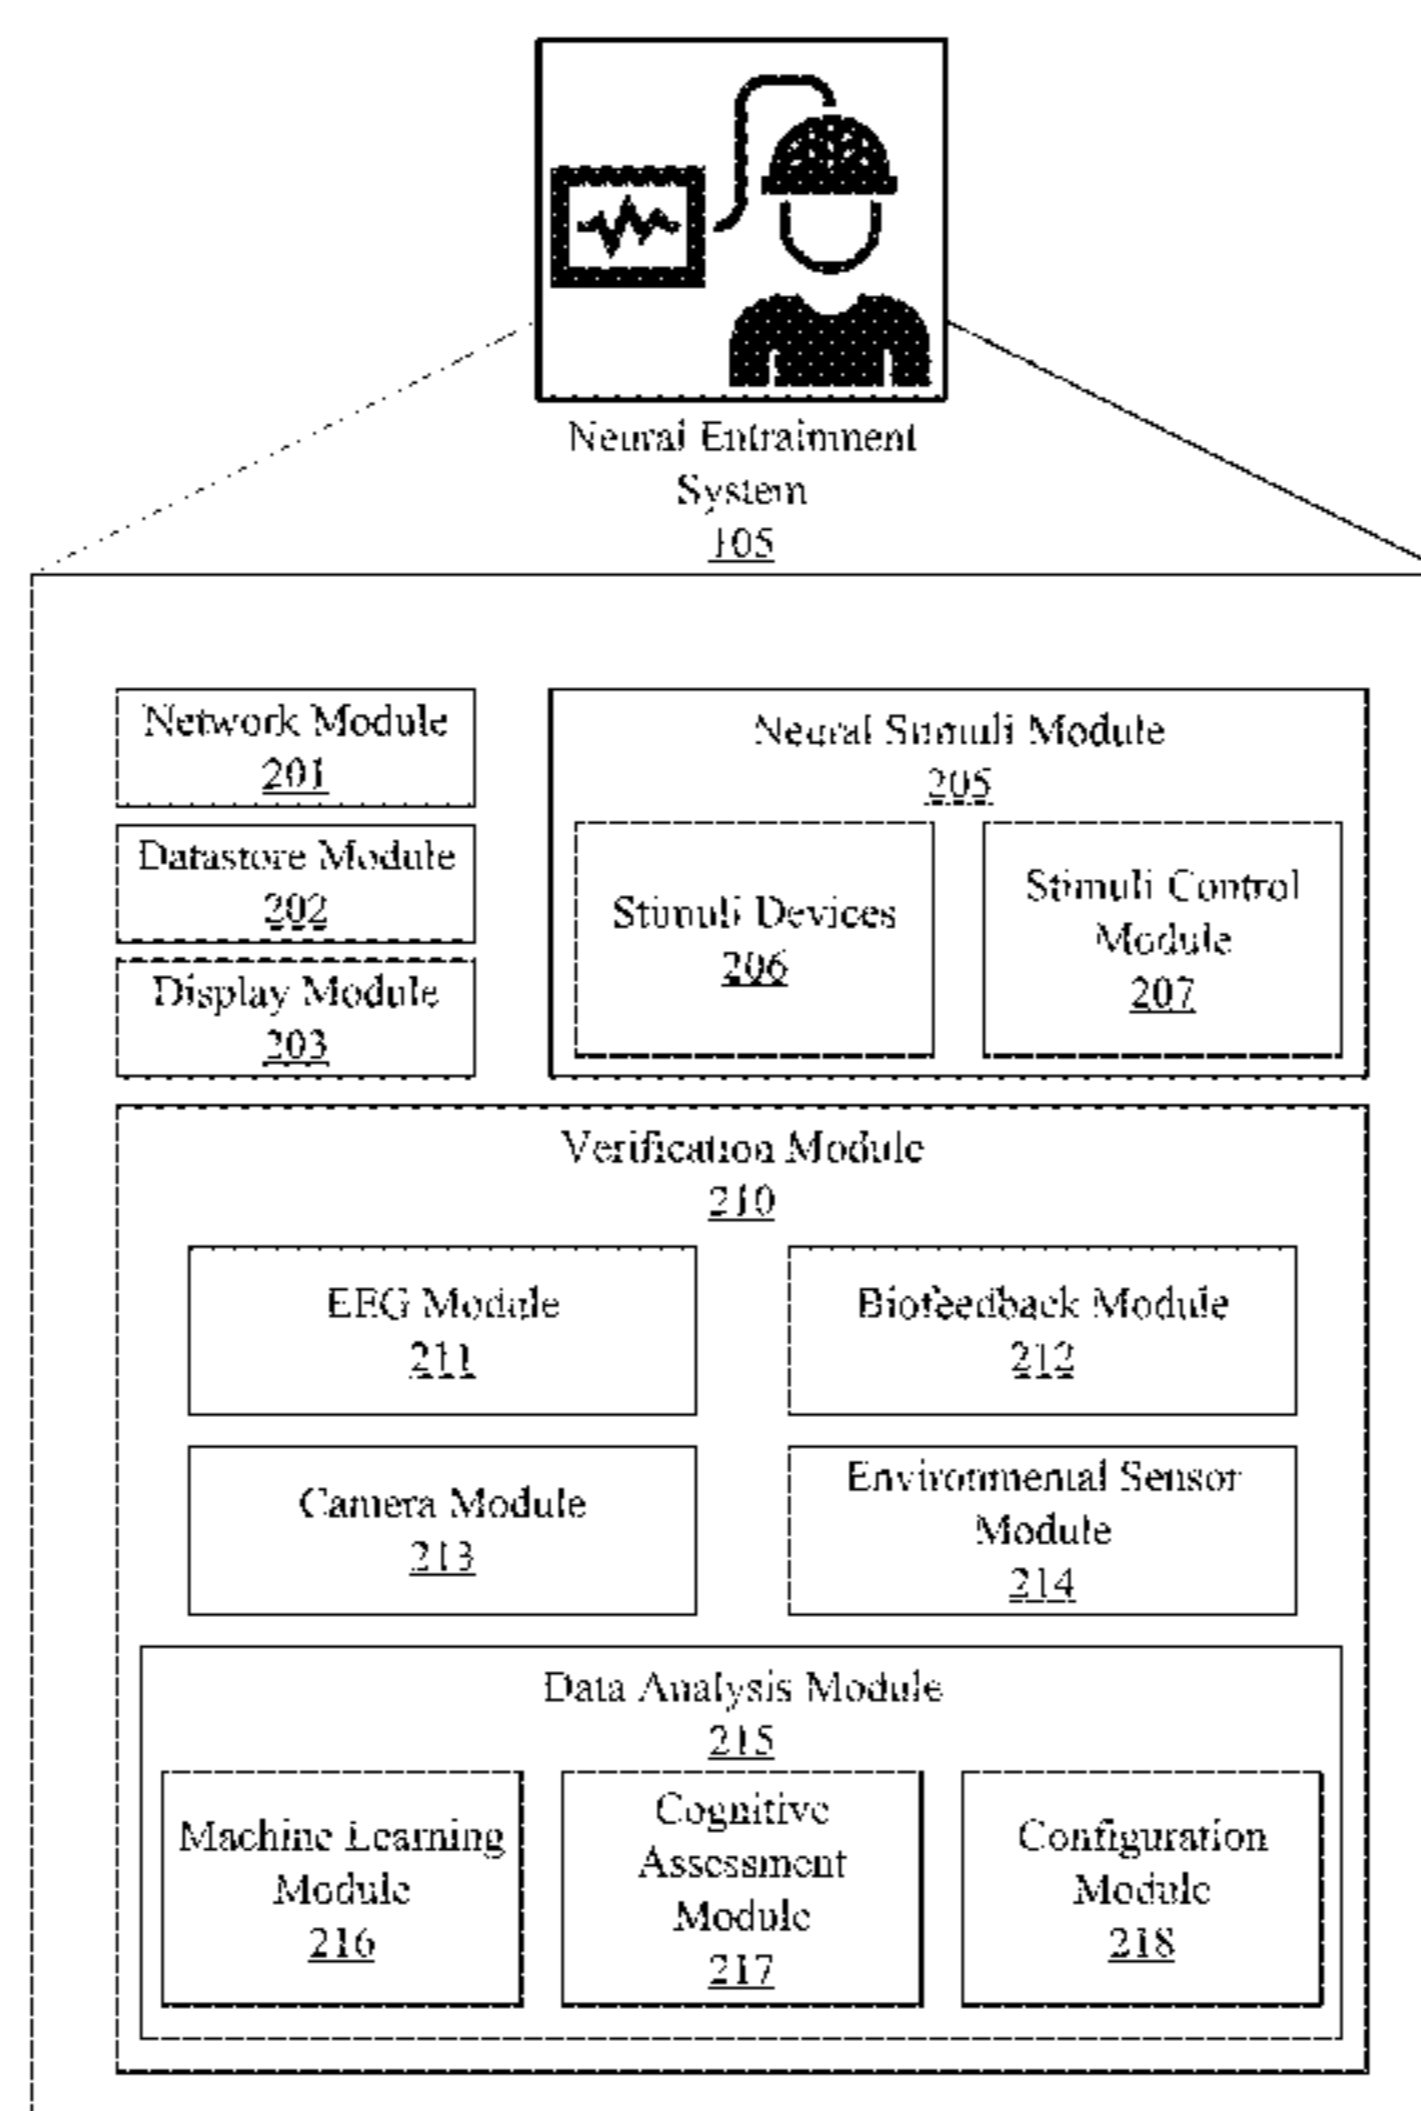 Neural Entrainment
System
105
Network Module
201
Datastore Module
202
Display Module
203
Neural Stimuli Module
205
Stimuli Devices
206
Stimuli Control
Module
207
Verification Module
210
EEG Module
211
Biofeedback Module
212
Camera Module
213
Environmental Sensor
Module
214
Data Analysis Module
215
Machine Learning
Module
216
Cognitive
Assessment
Module
217
Configuration
Module
218